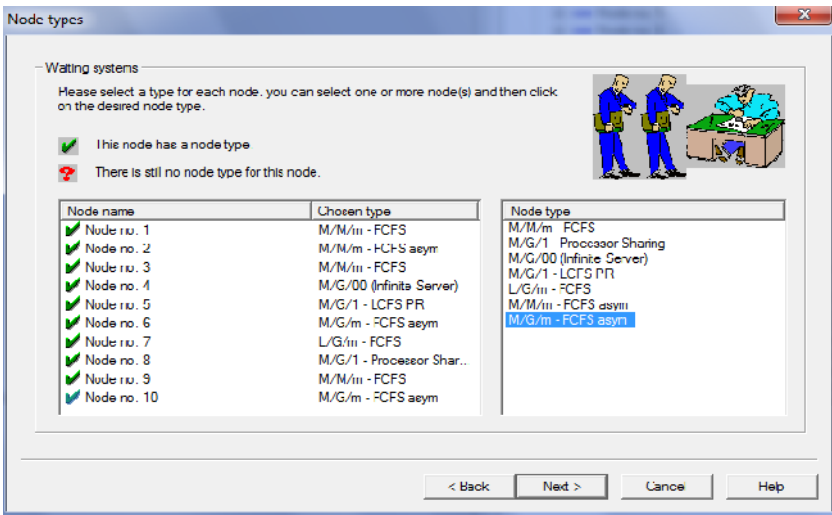 Node types
Waiting systems
Please select a type for each node. you can select one or more node(s) and then click
on the desired node type.
This node has a node type
There is still no node type for this node.
Node name Chosen type
Node no. 1 M/M/m - FCFS
Node no. 2 M/M/m - FCFS asym
Node no. 3 M/M/m - FCFS
Node no. 4 M/G/00 (Infinite Server)
Node no. 5 M/G/1 - LCFS PR
Node no. 6 M/G/m - FCFS asym
Node no. 7 L/G/m - FCFS
Node no. 8 M/G/1 - Processor Shar..
Node no. 9 M/M/m - FCFS
Node no. 10 M/G/m - FCFS asym
Node type
M/M/m - FCFS
M/G/1 - Processor Sharing
M/G/00 (Infinite Server)
M/G/1 - LCFS PR
L/G/m - FCFS
M/M/m - FCFS asym
M/G/m - FCFS asym
< Back Next > Cancel Help